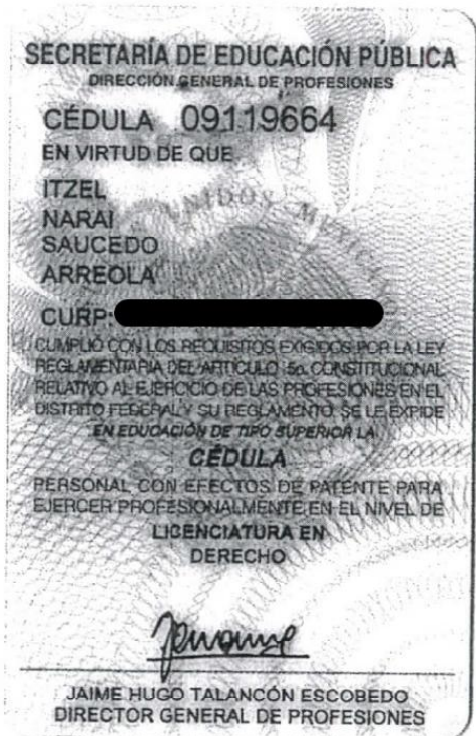 SECRETARÍA DE EDUCACIÓN PÚBLICA
DIRECCIÓN GENERAL DE PROFESIONES
CÉDULA 09119664
EN VIRTUD DE QUE
ITZEL
NARAI
SAUCEDO
ARREOLA
UNIDOS MEXICANOS
CURP:
CUMPLIÓ CON LOS REQUISITOS EXIGIDOS POR LA LEY
REGLAMENTARIA DEL ARTÍCULO 5o. CONSTITUCIONAL
RELATIVO AL EJERCICIO DE LAS PROFESIONES EN EL
DISTRITO FEDERAL Y SU REGLAMENTO SE LE EXPIDE
EN EDUCACIÓN DE TIPO SUPERIOR LA
CÉDULA
PERSONAL CON EFECTOS DE PATENTE PARA
EJERCER PROFESIONALMENTE EN EL NIVEL DE
LICENCIATURA EN
DERECHO
JAIME HUGO TALANCÓN ESCOBEDO
DIRECTOR GENERAL DE PROFESIONES